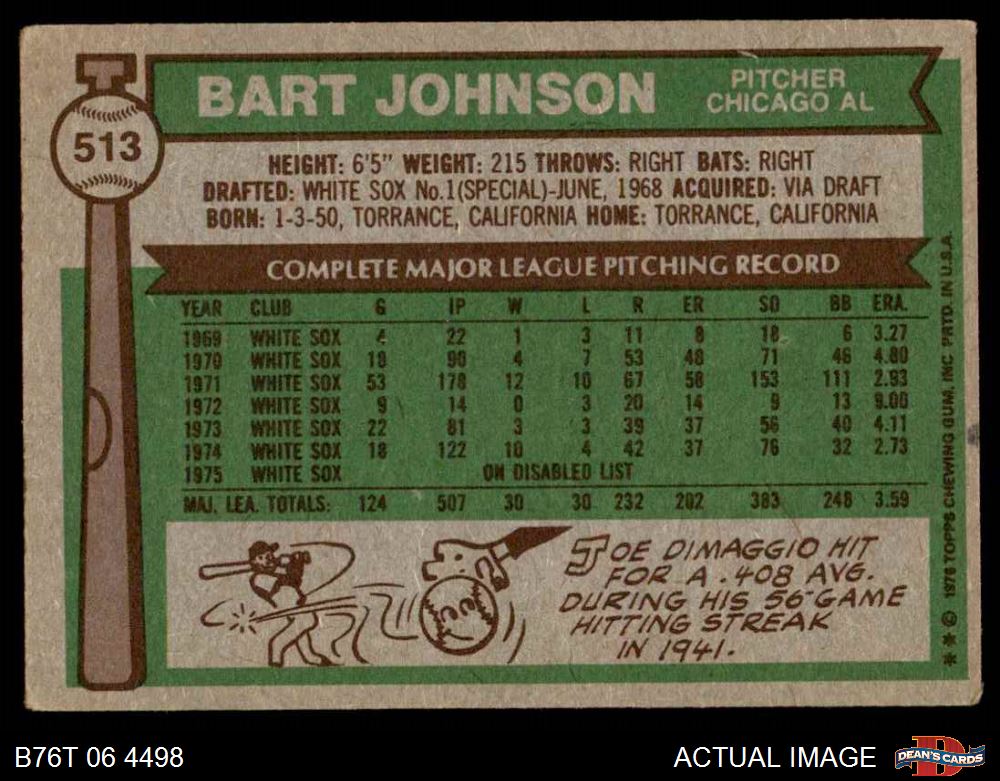 513
BART JOHNSON
PITCHER
CHICAGO AL
HEIGHT: 6'5" WEIGHT: 215 THROWS: RIGHT BATS: RIGHT
DRAFTED: WHITE SOX No.1(SPECIAL)-JUNE, 1968 ACQUIRED: VIA DRAFT
BORN: 1-3-50, TORRANCE, CALIFORNIA HOME: TORRANCE, CALIFORNIA
COMPLETE MAJOR LEAGUE PITCHING RECORD
YEAR CLUB G IP W L R ER SO BB ERA.
1969 WHITE SOX 4 22 1 3 11 8 18 6 3.27
1970 WHITE SOX 18 90 4 7 53 48 71 46 4.80
1971 WHITE SOX 53 178 12 10 67 58 153 111 2.93
1972 WHITE SOX 9 14 0 3 20 14 9 13 9.00
1973 WHITE SOX 22 81 3 3 39 37 56 40 4.11
1974 WHITE SOX 18 122 10 4 42 37 76 32 2.73
1975 WHITE SOX ON DISABLED LIST
MAJ. LEA. TOTALS: 124 507 30 30 232 202 383 248 3.59
JOE DIMAGGIO HIT
FOR A .408 AVG.
DURING HIS 56-GAME
HITTING STREAK
IN 1941.
* * © 1976 TOPPS CHEWING GUM, INC PRTD. IN U.S.A.
B76T 06 4498
ACTUAL IMAGE
D
DEAN'S CARDS